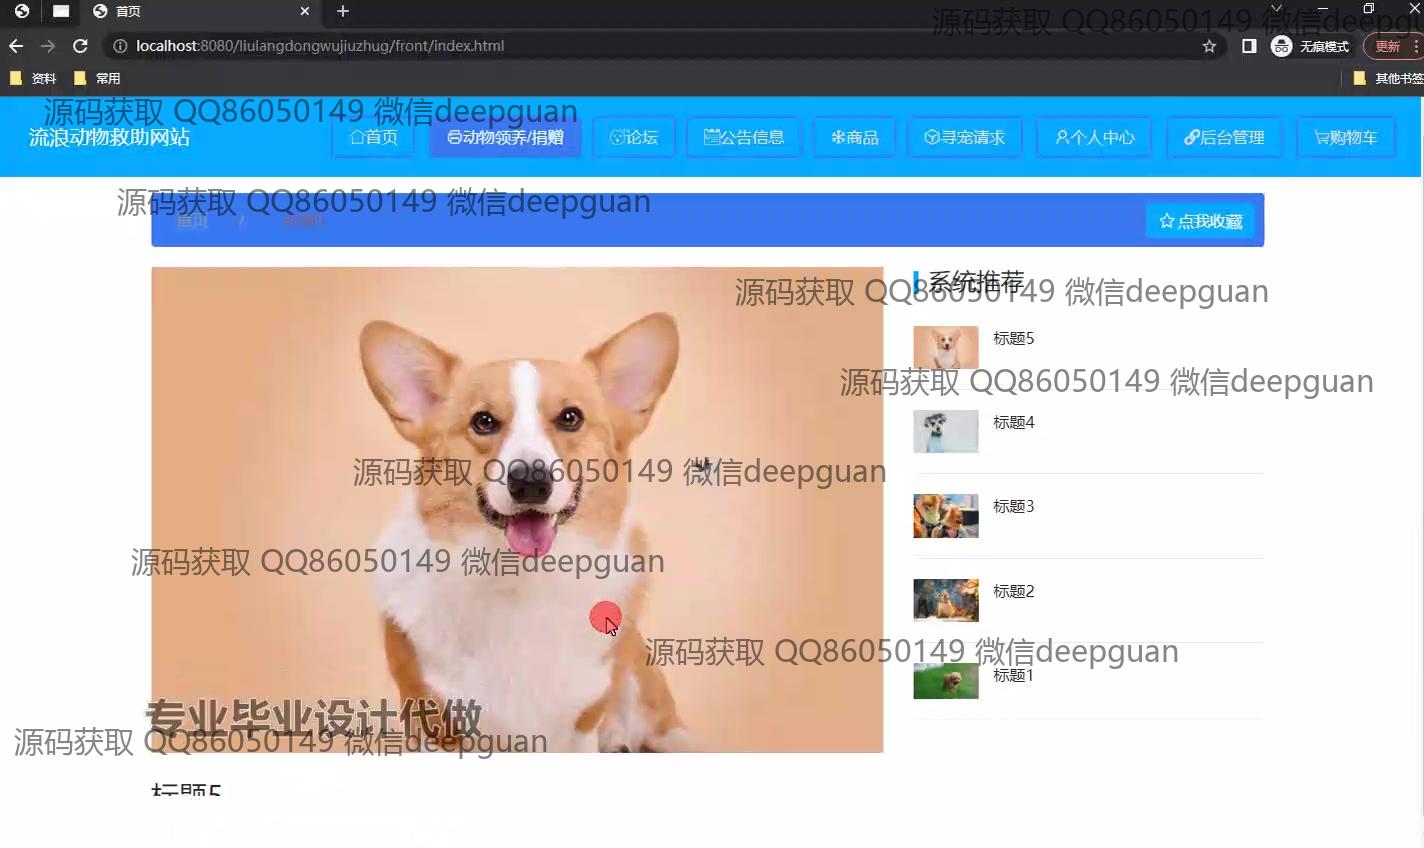 首页
localhost:8080/liulangdongwujiuzhug/front/index.html
无痕模式
更新
资料
常用
其他书签
源码获取 QQ86050149 微信deepgu
源码获取 QQ86050149 微信deepguan
流浪动物救助网站
首页
动物领养/捐赠
论坛
公告信息
商品
寻宠请求
个人中心
后台管理
购物车
源码获取 QQ86050149 微信deepguan
首页 / 标题5
点我收藏
系统推荐
源码获取 QQ86050149 微信deepguan
标题5
源码获取 QQ86050149 微信deepguan
标题4
源码获取 QQ86050149 微信deepguan
标题3
源码获取 QQ86050149 微信deepguan
标题2
源码获取 QQ86050149 微信deepguan
标题1
专业毕业设计代做
源码获取 QQ86050149 微信deepguan
标题5